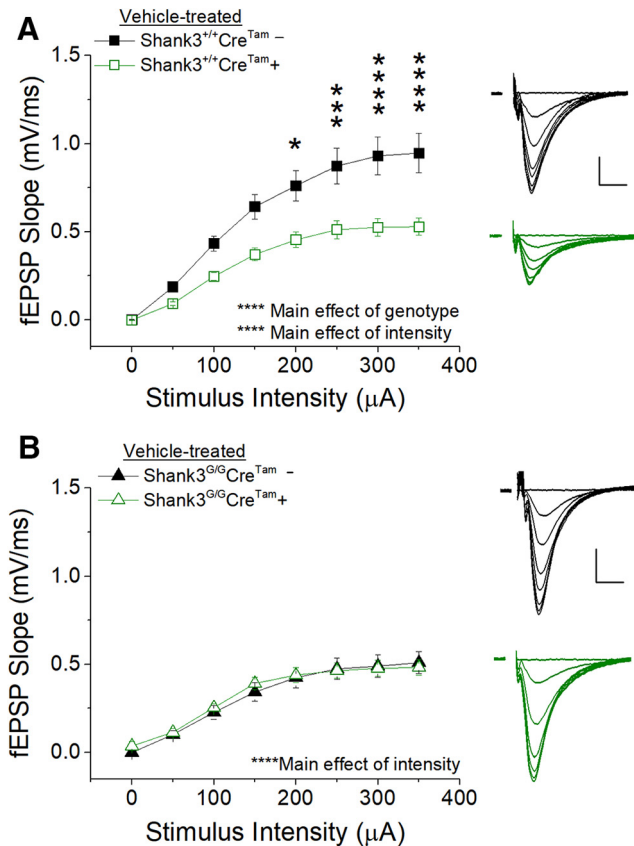 A
Vehicle-treated
Shank3+/+CreTam −
Shank3+/+CreTam+
1.5
1.0
0.5
0.0
fEPSP Slope (mV/ms)
*
***
****
****
**** Main effect of genotype
**** Main effect of intensity
0 100 200 300 400
Stimulus Intensity (μA)
B
Vehicle-treated
Shank3G/GCreTam −
Shank3G/GCreTam+
1.5
1.0
0.5
0.0
fEPSP Slope (mV/ms)
****Main effect of intensity
0 100 200 300 400
Stimulus Intensity (μA)